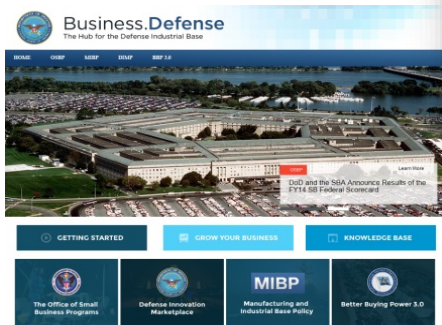 Business.Defense
The Hub for the Defense Industrial Base
HOME OSBP MIBP DIMP BBP 3.0
OSBP
Learn More
DoD and the SBA Announce Results of the
FY14 SB Federal Scorecard
GETTING STARTED
GROW YOUR BUSINESS
KNOWLEDGE BASE
The Office of Small
Business Programs
Defense Innovation
Marketplace
MIBP
Manufacturing and
Industrial Base Policy
Better Buying Power 3.0